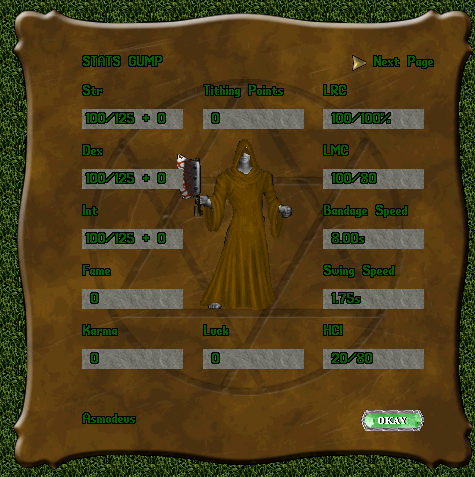 STATS GUMP
Next Page
Str
Tithing Points
LRC
100/125 + 0
0
100/100%
Dex
LMC
100/125 + 0
100/80
Int
Bandage Speed
100/125 + 0
8.00s
Fame
Swing Speed
0
1.75s
Karma
Luck
HCI
0
0
20/80
Asmodeus
OKAY